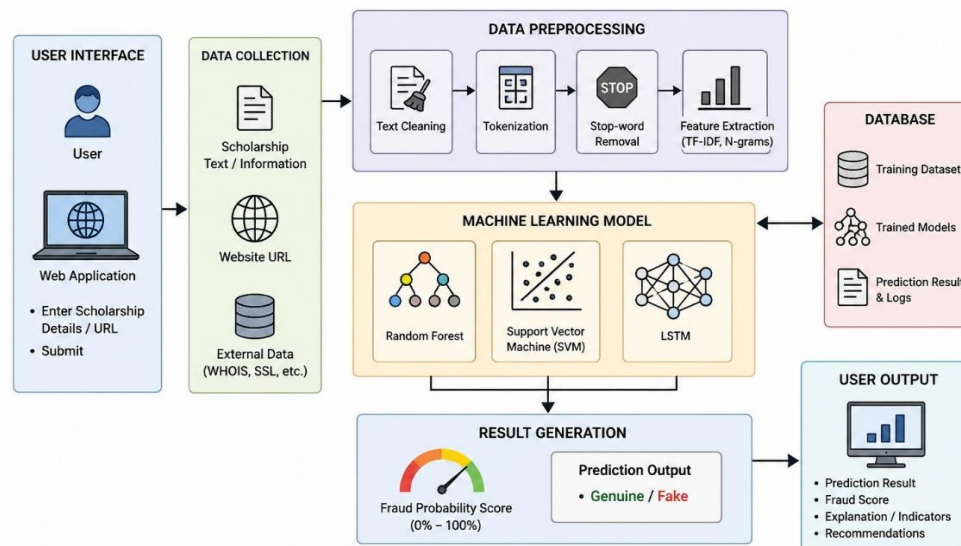 USER INTERFACE
User
Web Application
• Enter Scholarship
Details / URL
• Submit
DATA COLLECTION
Scholarship
Text / Information
Website URL
External Data
(WHOIS, SSL, etc.)
DATA PREPROCESSING
Text Cleaning
Tokenization
STOP
Stop-word
Removal
Feature Extraction
(TF-IDF, N-grams)
MACHINE LEARNING MODEL
Random Forest
Support Vector
Machine (SVM)
LSTM
DATABASE
Training Dataset
Trained Models
Prediction Result
& Logs
RESULT GENERATION
Fraud Probability Score
(0% – 100%)
Prediction Output
• Genuine / Fake
USER OUTPUT
• Prediction Result
• Fraud Score
• Explanation / Indicators
• Recommendations